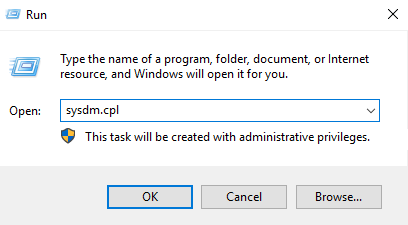 Run
Type the name of a program, folder, document, or Internet
resource, and Windows will open it for you.
Open: sysdm.cpl
This task will be created with administrative privileges.
OK Cancel Browse...